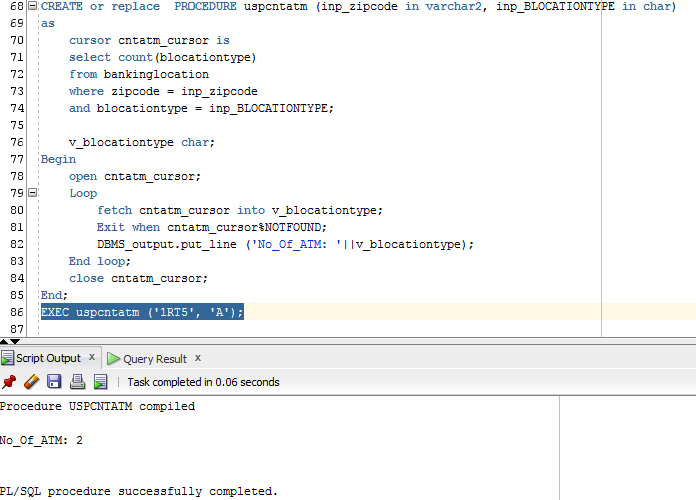 68 CREATE or replace  PROCEDURE uspcntatm (inp_zipcode in varchar2, inp_BLOCATIONTYPE in char)
69 as
70     cursor cntatm_cursor is
71     select count(blocationtype)
72     from bankinglocation
73     where zipcode = inp_zipcode
74     and blocationtype = inp_BLOCATIONTYPE;
75
76     v_blocationtype char;
77 Begin
78     open cntatm_cursor;
79     Loop
80         fetch cntatm_cursor into v_blocationtype;
81         Exit when cntatm_cursor%NOTFOUND;
82         DBMS_output.put_line ('No_Of_ATM: '||v_blocationtype);
83     End loop;
84     close cntatm_cursor;
85 End;
86 EXEC uspcntatm ('1RT5', 'A');
87
Script Output x Query Result x
Task completed in 0.06 seconds
Procedure USPCNTATM compiled
No_Of_ATM: 2
PL/SQL procedure successfully completed.